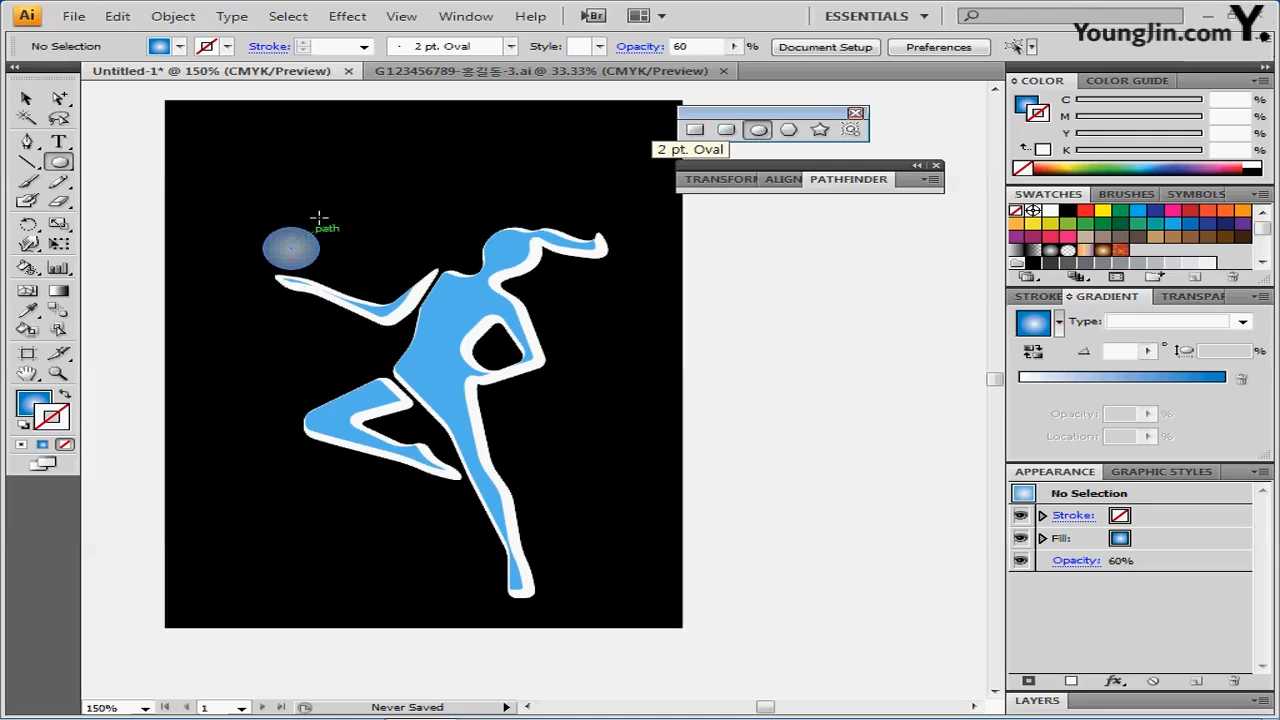 Ai File Edit Object Type Select Effect View Window Help Br ESSENTIALS
YoungJin.com Y.
No Selection Stroke: 2 pt. Oval Style: Opacity: 60 % Document Setup Preferences
Untitled-1* @ 150% (CMYK/Preview) G123456789-홍길동-3.ai @ 33.33% (CMYK/Preview)
COLOR COLOR GUIDE
C %
M %
Y %
K %
2 pt. Oval
TRANSFORM ALIGN PATHFINDER
SWATCHES BRUSHES SYMBOLS
path
STROKE GRADIENT TRANSPAR
Type:
° %
Opacity: %
Location: %
APPEARANCE GRAPHIC STYLES
No Selection
Stroke:
Fill:
Opacity: 60%
LAYERS
150% 1 Never Saved